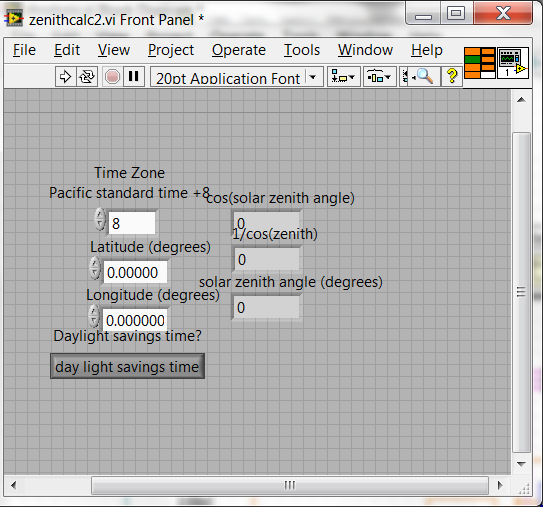 zenithcalc2.vi Front Panel *
File Edit View Project Operate Tools Window Help
20pt Application Font
1
Time Zone
Pacific standard time +8
cos(solar zenith angle)
8
0
Latitude (degrees)
1/cos(zenith)
0.00000
0
Longitude (degrees)
solar zenith angle (degrees)
0.000000
0
Daylight savings time?
day light savings time